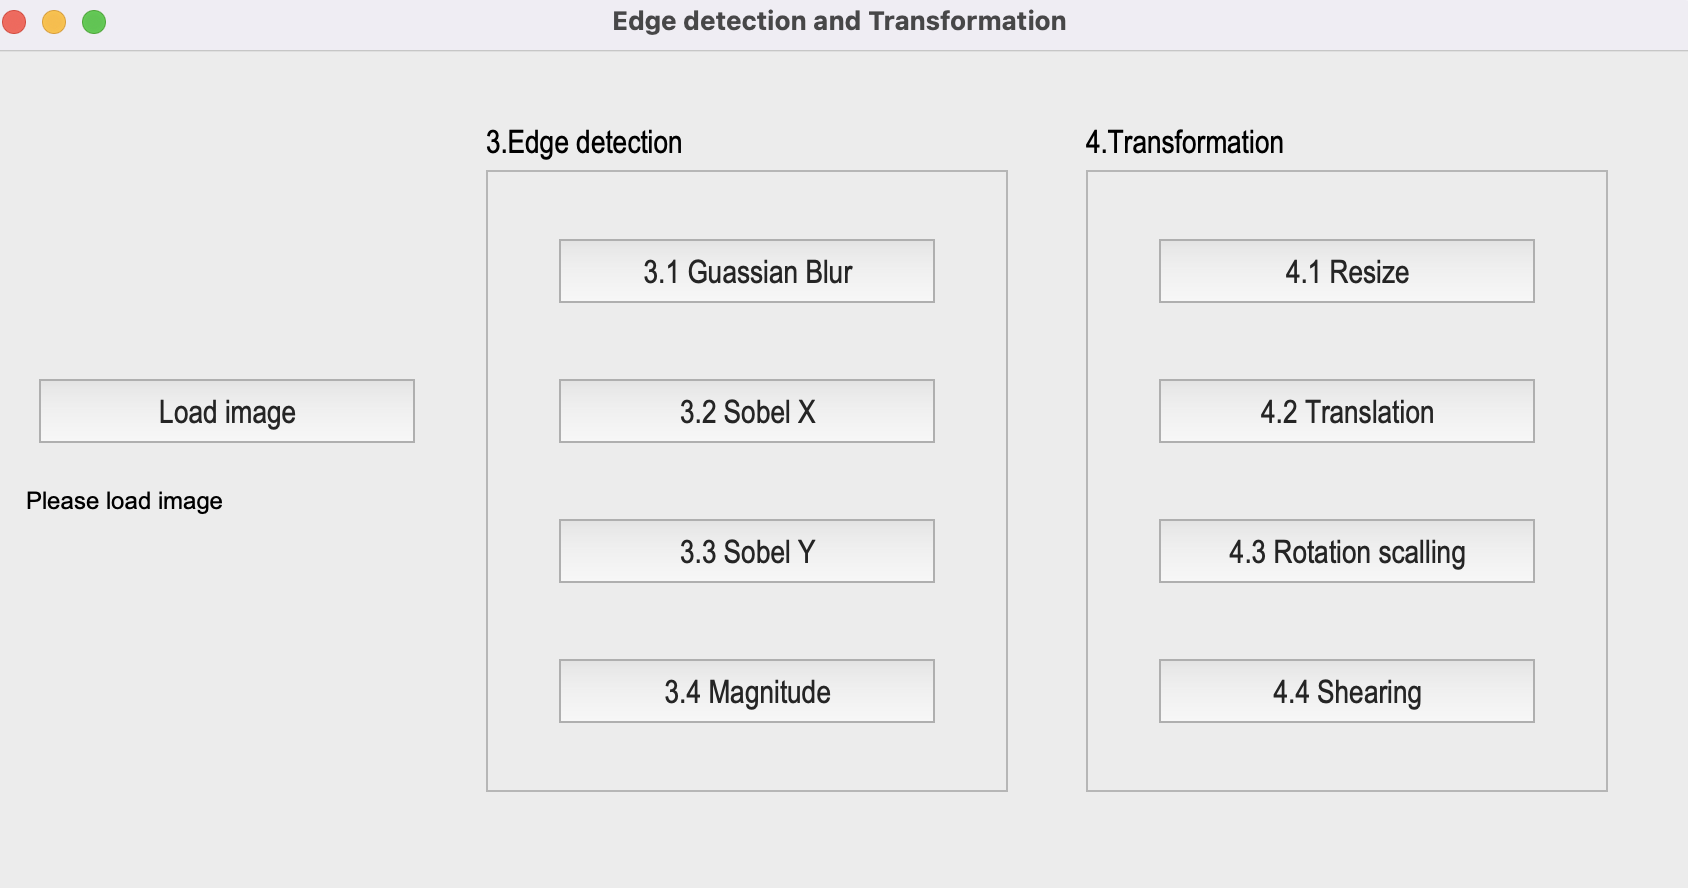 Edge detection and Transformation
3.Edge detection
4.Transformation
3.1 Guassian Blur
4.1 Resize
Load image
3.2 Sobel X
4.2 Translation
Please load image
3.3 Sobel Y
4.3 Rotation scalling
3.4 Magnitude
4.4 Shearing